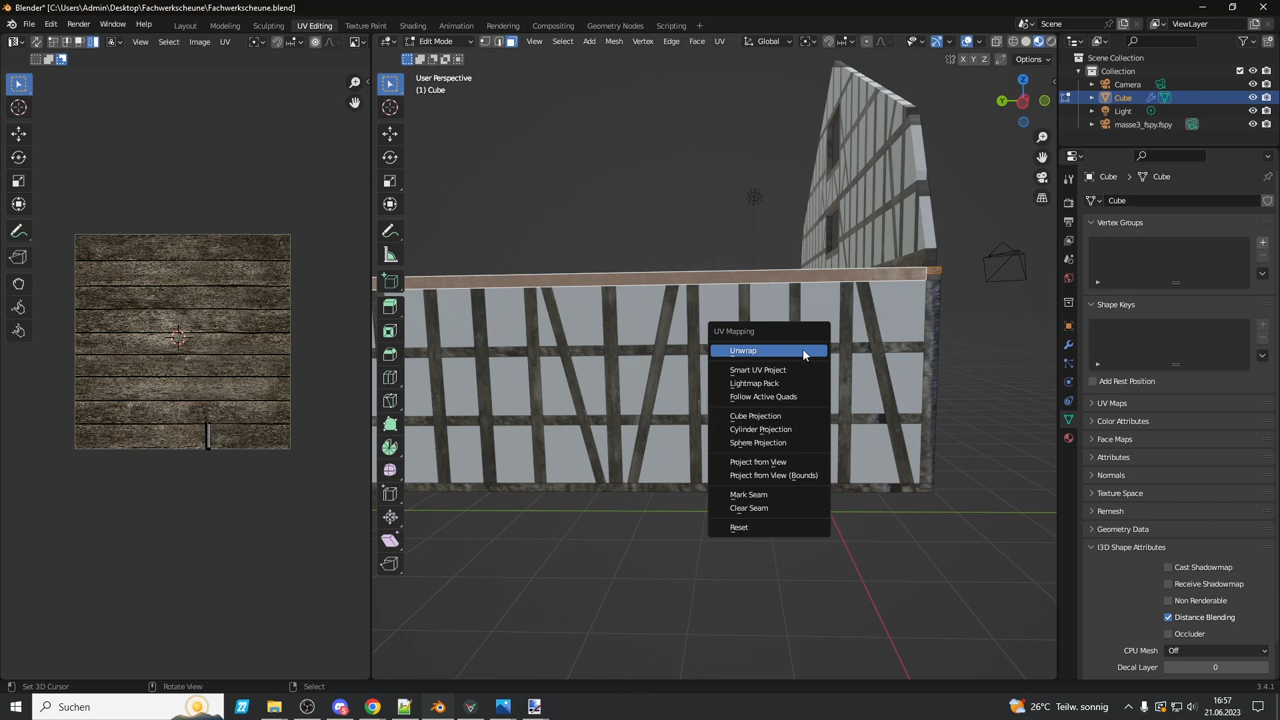 Blender* [C:\Users\Admin\Desktop\Fachwerkscheune\Fachwerkscheune.blend]
File Edit Render Window Help Layout Modeling Sculpting UV Editing Texture Paint Shading Animation Rendering Compositing Geometry Nodes Scripting + Scene ViewLayer
View Select Image UV Edit Mode View Select Add Mesh Vertex Edge Face UV Global
X Y Z Options
User Perspective
(1) Cube
Z
Y
UV Mapping
Unwrap
Smart UV Project
Lightmap Pack
Follow Active Quads
Cube Projection
Cylinder Projection
Sphere Projection
Project from View
Project from View (Bounds)
Mark Seam
Clear Seam
Reset
Scene Collection
Collection
Camera
Cube
Light
masse3_fspy.fspy
Cube Cube
Cube
Vertex Groups
Shape Keys
Add Rest Position
UV Maps
Color Attributes
Face Maps
Attributes
Normals
Texture Space
Remesh
Geometry Data
I3D Shape Attributes
Cast Shadowmap
Receive Shadowmap
Non Renderable
Distance Blending
Occluder
CPU Mesh Off
Decal Layer 0
Set 3D Cursor Rotate View Select 3.4.1
Suchen 26°C Teilw. sonnig 16:57
21.06.2023